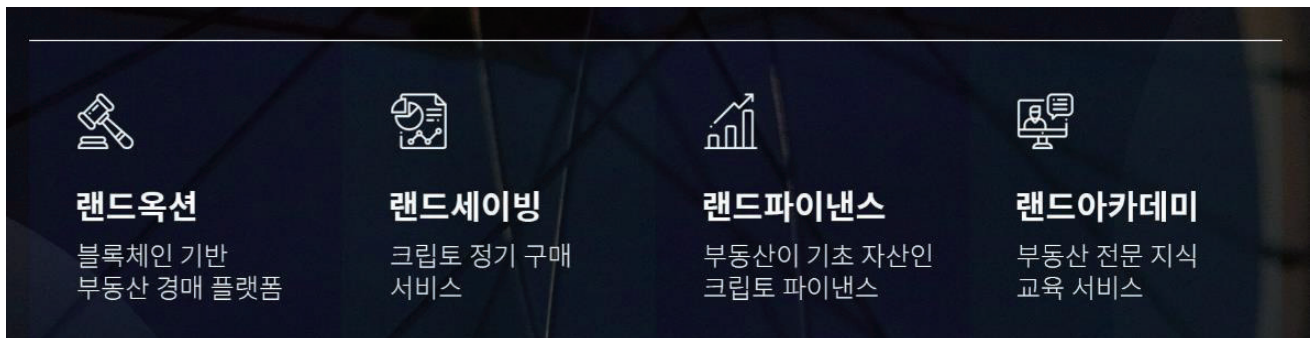 랜드옥션
블록체인 기반
부동산 경매 플랫폼
랜드세이빙
크립토 정기 구매
서비스
랜드파이낸스
부동산이 기초 자산인
크립토 파이낸스
랜드아카데미
부동산 전문 지식
교육 서비스